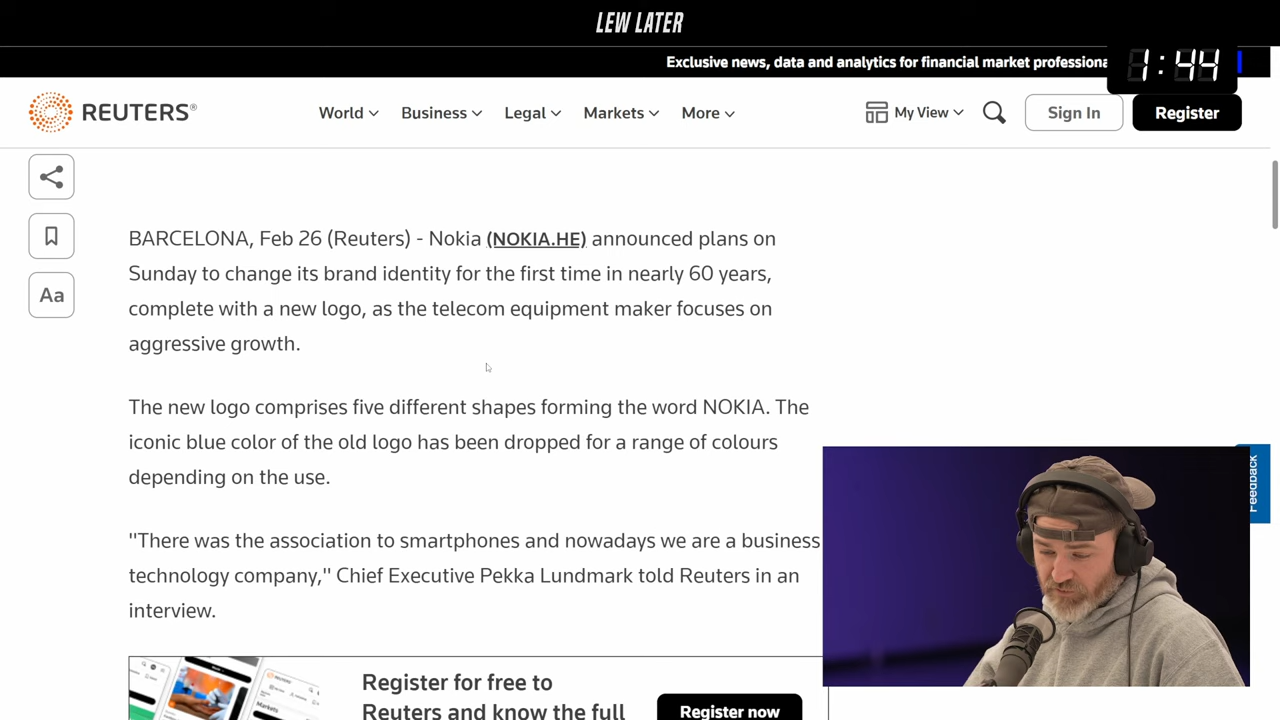 LEW LATER
Exclusive news, data and analytics for financial market professiona
1:44
REUTERS®
World
Business
Legal
Markets
More
My View
Sign In
Register
BARCELONA, Feb 26 (Reuters) - Nokia (NOKIA.HE) announced plans on
Sunday to change its brand identity for the first time in nearly 60 years,
complete with a new logo, as the telecom equipment maker focuses on
aggressive growth.
Aa
The new logo comprises five different shapes forming the word NOKIA. The
iconic blue color of the old logo has been dropped for a range of colours
depending on the use.
Feedback
"There was the association to smartphones and nowadays we are a business
technology company," Chief Executive Pekka Lundmark told Reuters in an
interview.
Register for free to
Reuters and know the full
Register now
Markets